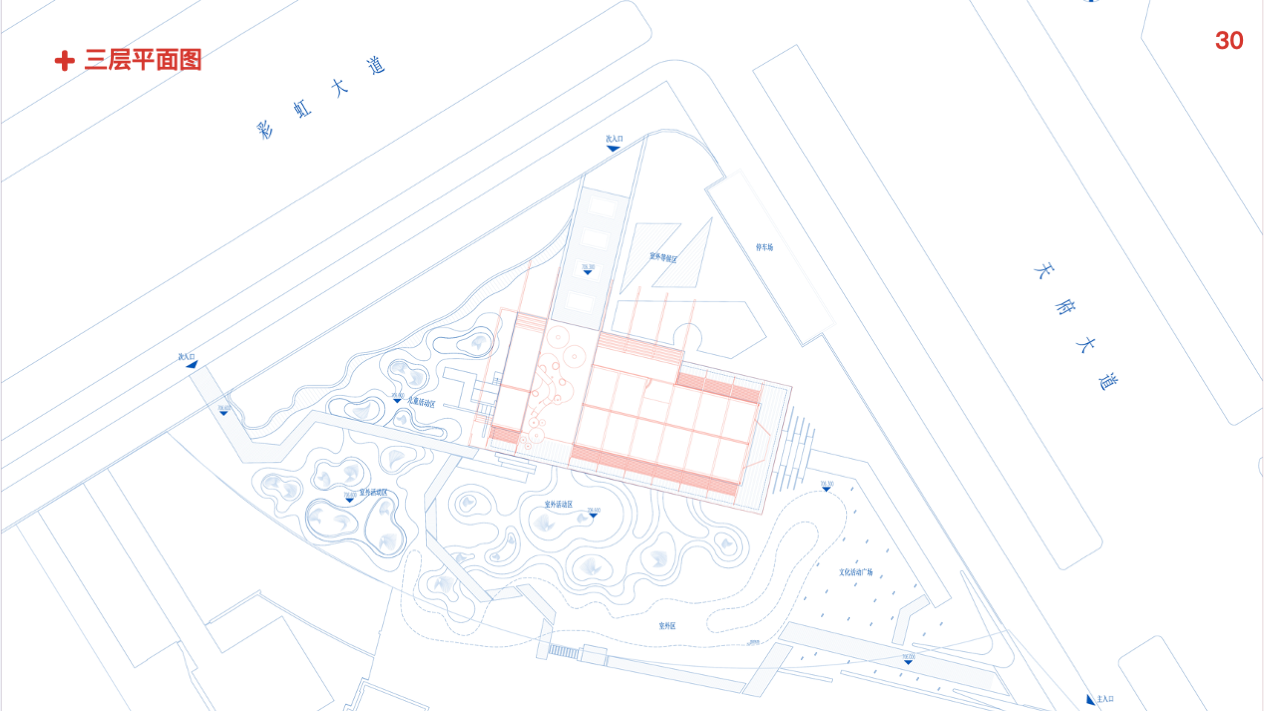 三层平面图
30
彩虹大道
次入口
停车场
室外等候区
天府大道
次入口
儿童活动区
室外活动区
室外活动区
文化活动广场
室外区
主入口